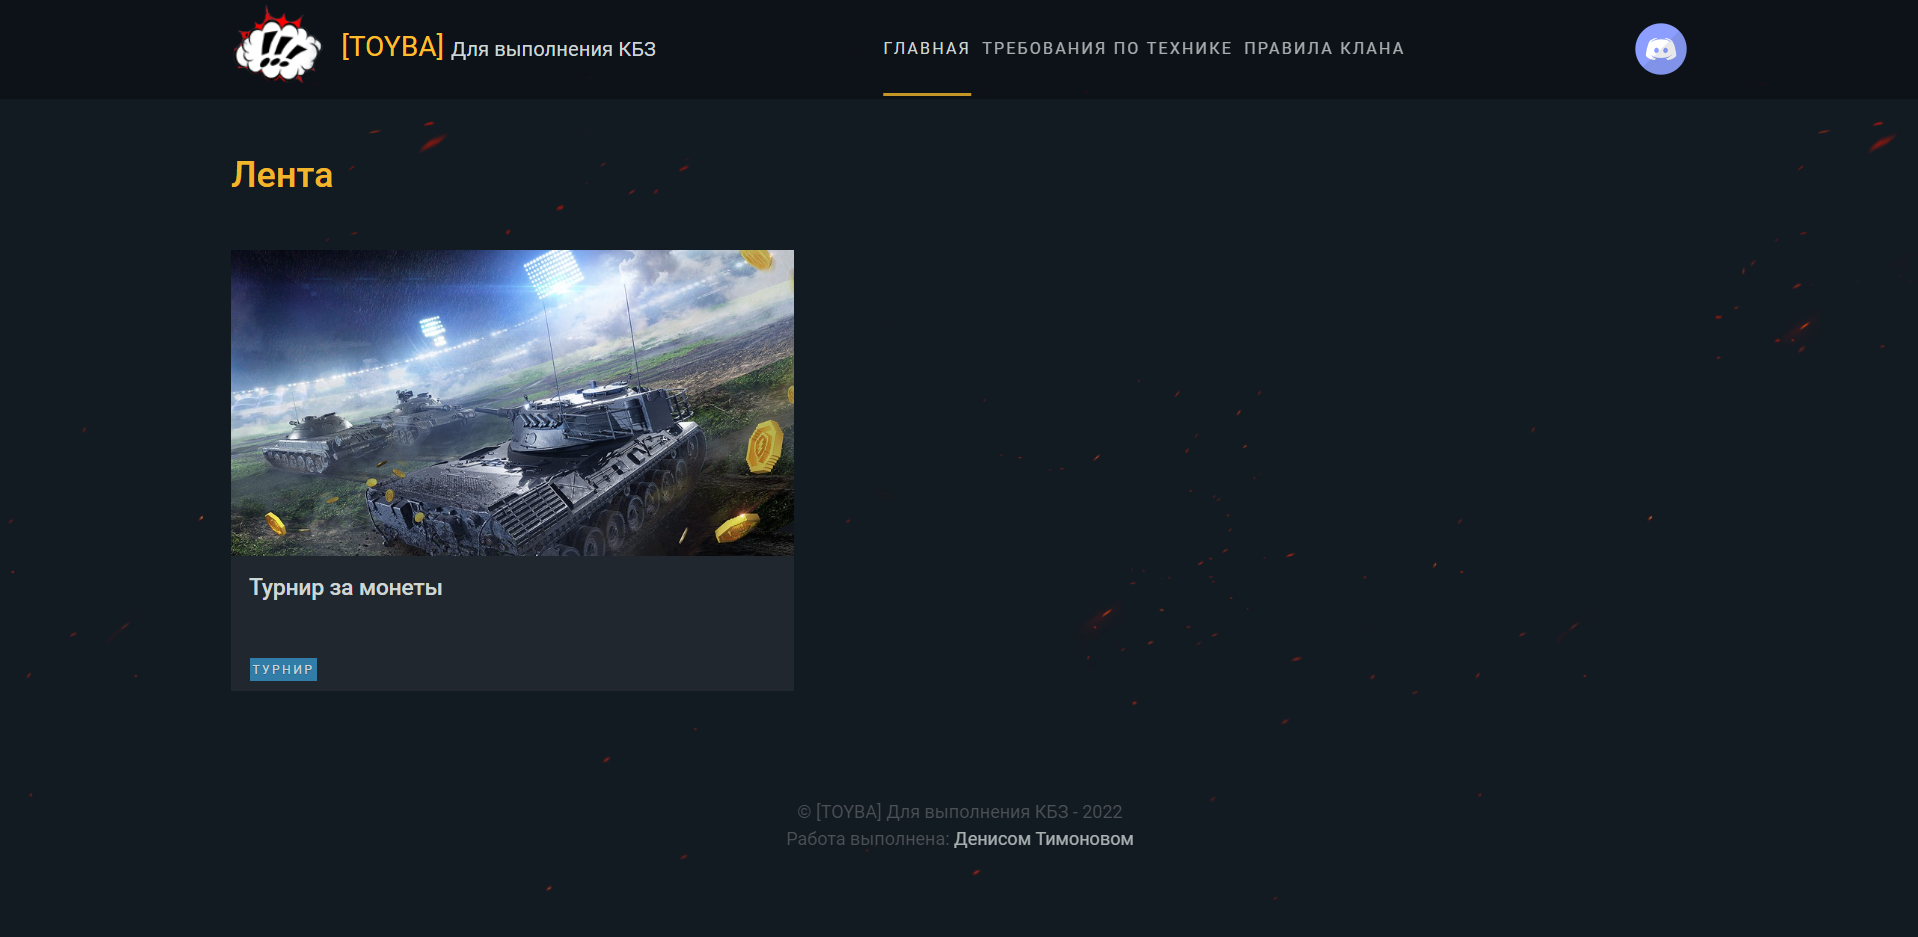 !!!
[TOYBA] Для выполнения КБЗ
ГЛАВНАЯ ТРЕБОВАНИЯ ПО ТЕХНИКЕ ПРАВИЛА КЛАНА
Лента
Турнир за монеты
ТУРНИР
© [TOYBA] Для выполнения КБЗ - 2022
Работа выполнена: Денисом Тимоновом